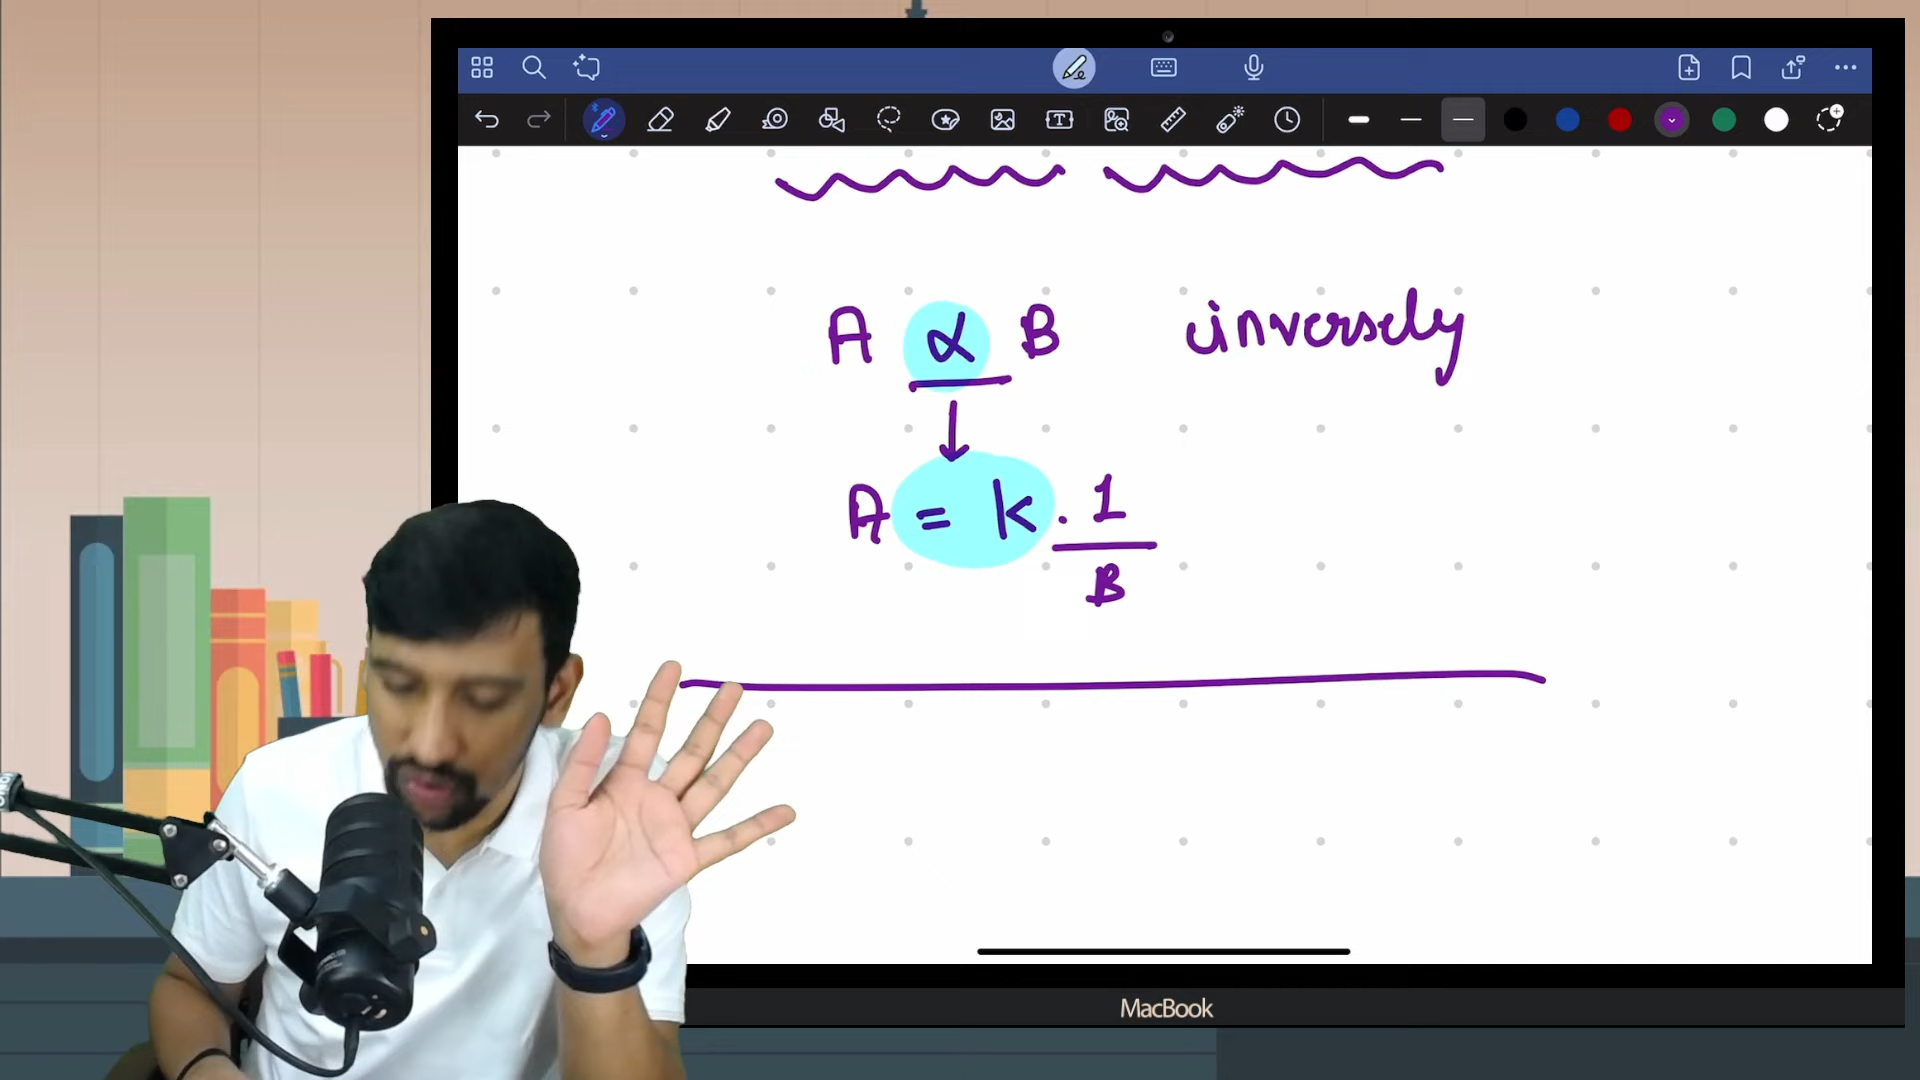 A α B inversely
A = k . 1
B
MacBook